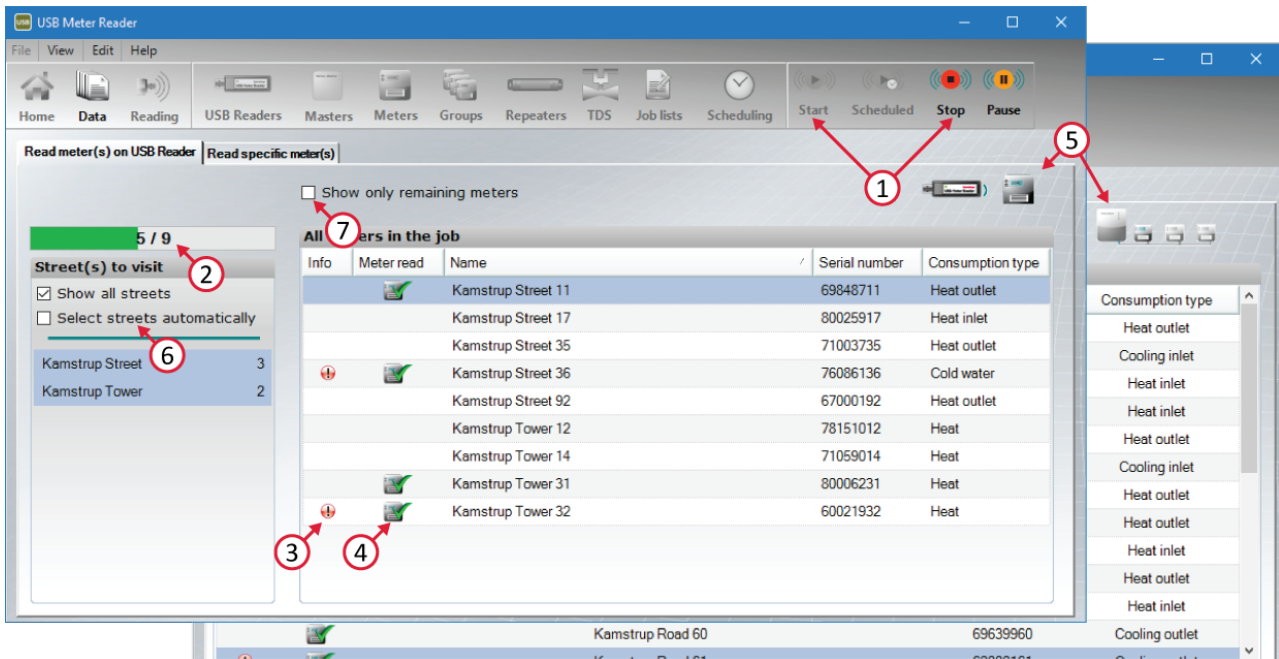 USB Meter Reader
File View Edit Help
Home Data Reading USB Readers Masters Meters Groups Repeaters TDS Job lists Scheduling Start Scheduled Stop Pause
Read meter(s) on USB Reader Read specific meter(s)
1
5
Show only remaining meters
7
5 / 9
2
All
ers in the job
Street(s) to visit
Show all streets
Select streets automatically
6
Kamstrup Street 3
Kamstrup Tower 2
Info Meter read Name Serial number Consumption type
Kamstrup Street 11 69848711 Heat outlet
Kamstrup Street 17 80025917 Heat inlet
Kamstrup Street 35 71003735 Heat outlet
Kamstrup Street 36 76086136 Cold water
Kamstrup Street 92 67000192 Heat outlet
Kamstrup Tower 12 78151012 Heat
Kamstrup Tower 14 71059014 Heat
Kamstrup Tower 31 80006231 Heat
Kamstrup Tower 32 60021932 Heat
3
4
Consumption type
Heat outlet
Cooling inlet
Heat inlet
Heat inlet
Heat outlet
Cooling inlet
Heat outlet
Heat outlet
Heat inlet
Heat outlet
Heat inlet
Kamstrup Road 60 69639960 Cooling outlet